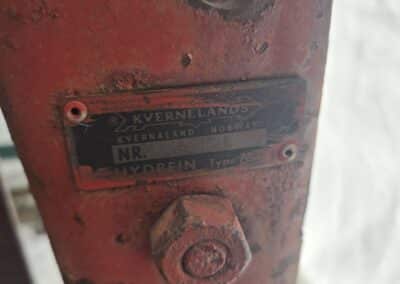 KVERNELANDS
KVERNALAND NORWAY
NR.
HYDREIN Type